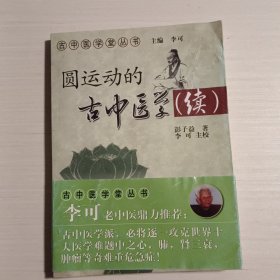 古中医学堂丛书
主编 李可
圆运动的
古中医学(续)
彭子益 著
李可 主校
古中医学堂丛书
李可老中医鼎力推荐：
古中医学派，必将逐一攻克世界十
大医学难题中之心，肺，肾三衰，
肿瘤等奇难重危急症！